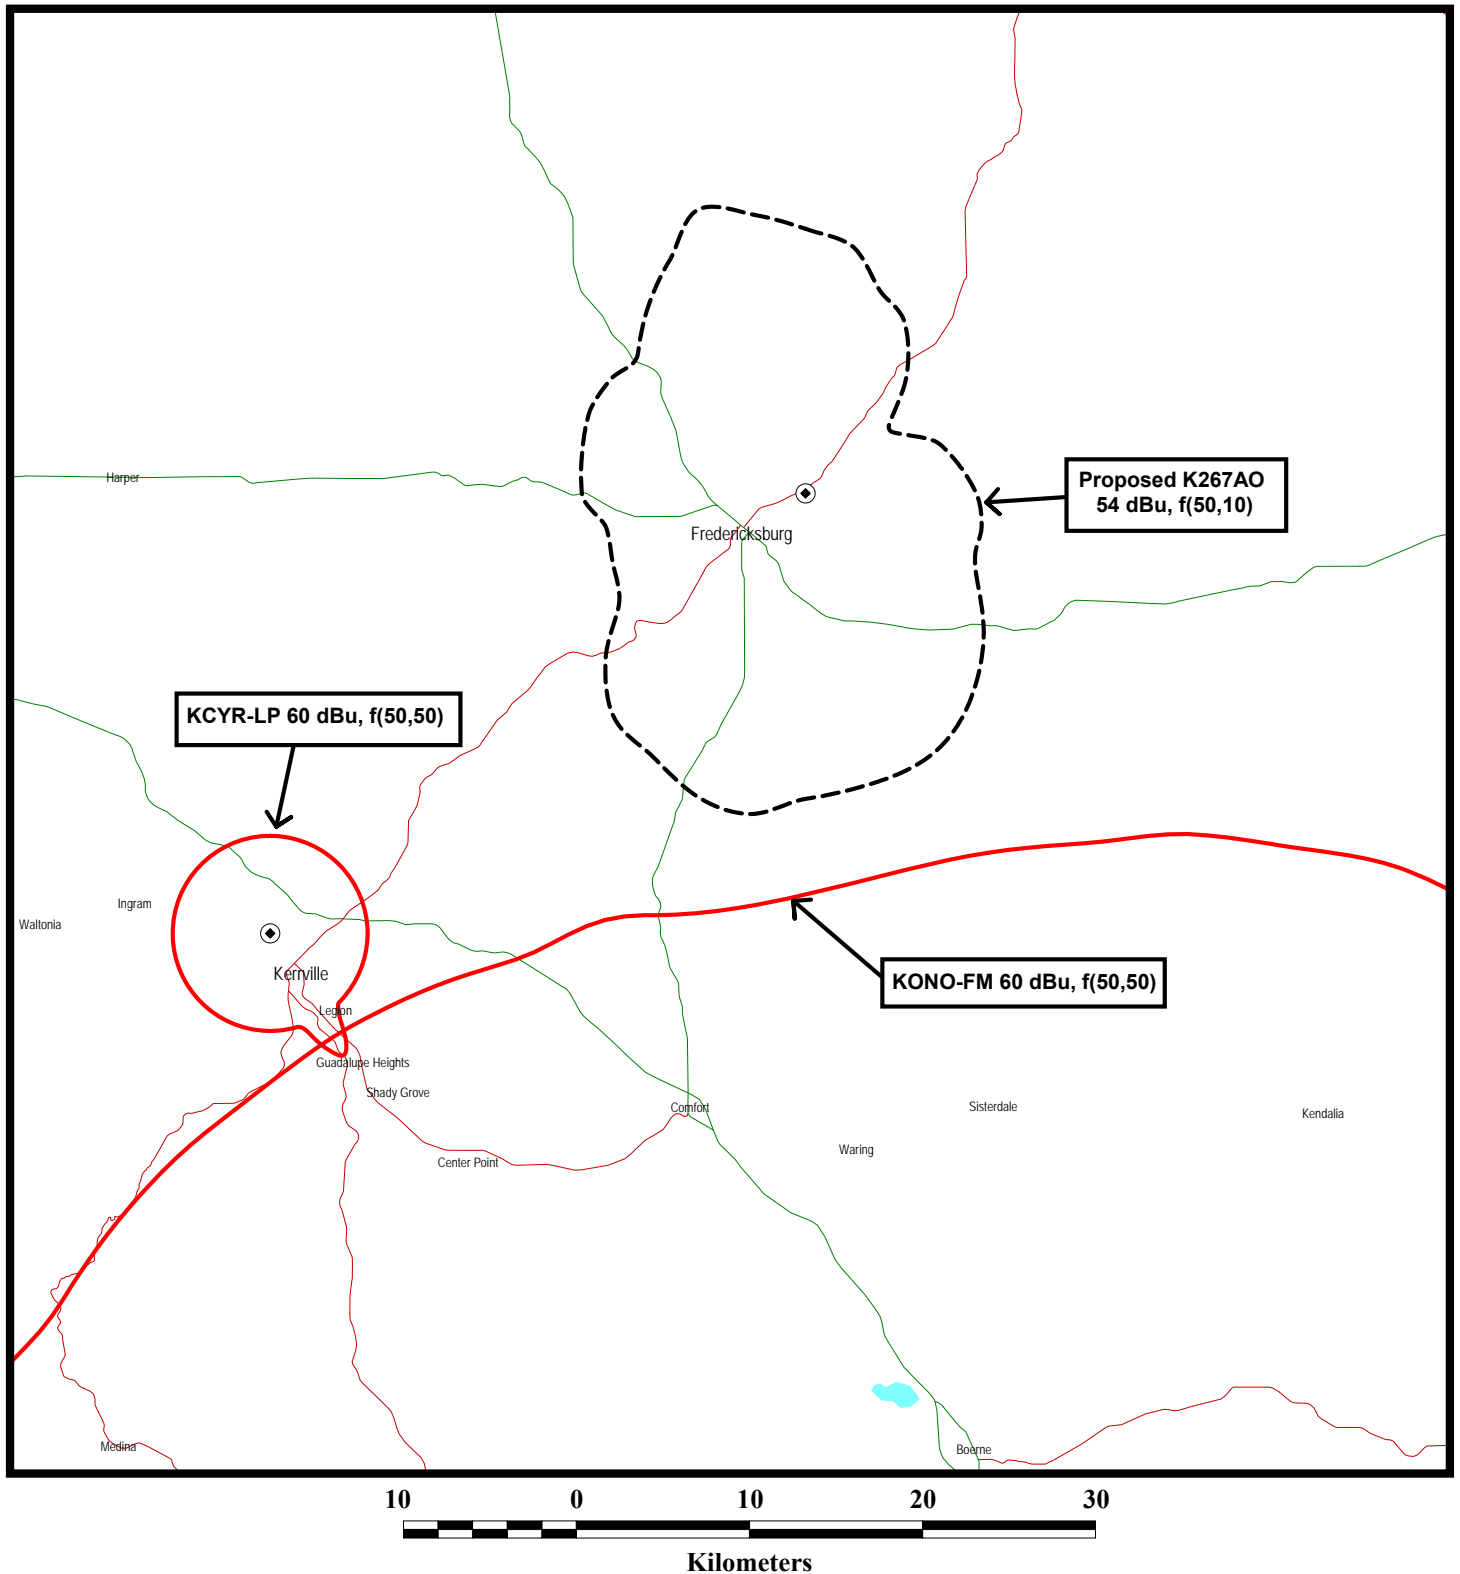 Harper
Proposed K267AO
54 dBu, f(50,10)
Fredericksburg
KCYR-LP 60 dBu, f(50,50)
Ingram
Waltonia
Kerrville
KONO-FM 60 dBu, f(50,50)
Legion
Guadalupe Heights
Shady Grove
Comfort
Sisterdale
Kendalia
Waring
Center Point
Medina
Boerne
10 0 10 20 30
Kilometers